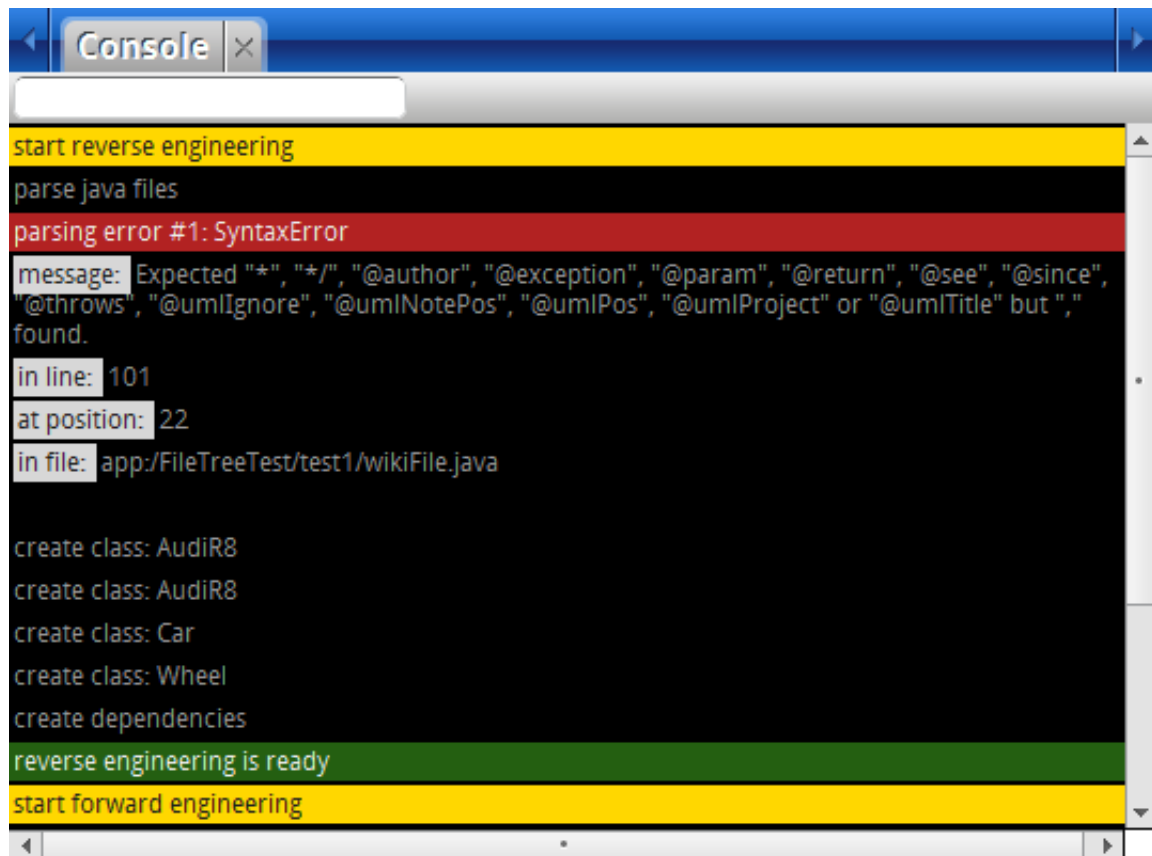 Console
start reverse engineering
parse java files
parsing error #1: SyntaxError
message: Expected "*", "*/", "@author", "@exception", "@param", "@return", "@see", "@since",
"@throws", "@umlIgnore", "@umlNotePos", "@umlPos", "@umlProject" or "@umlTitle" but ","
found.
in line: 101
at position: 22
in file: app:/FileTreeTest/test1/wikiFile.java
create class: AudiR8
create class: AudiR8
create class: Car
create class: Wheel
create dependencies
reverse engineering is ready
start forward engineering